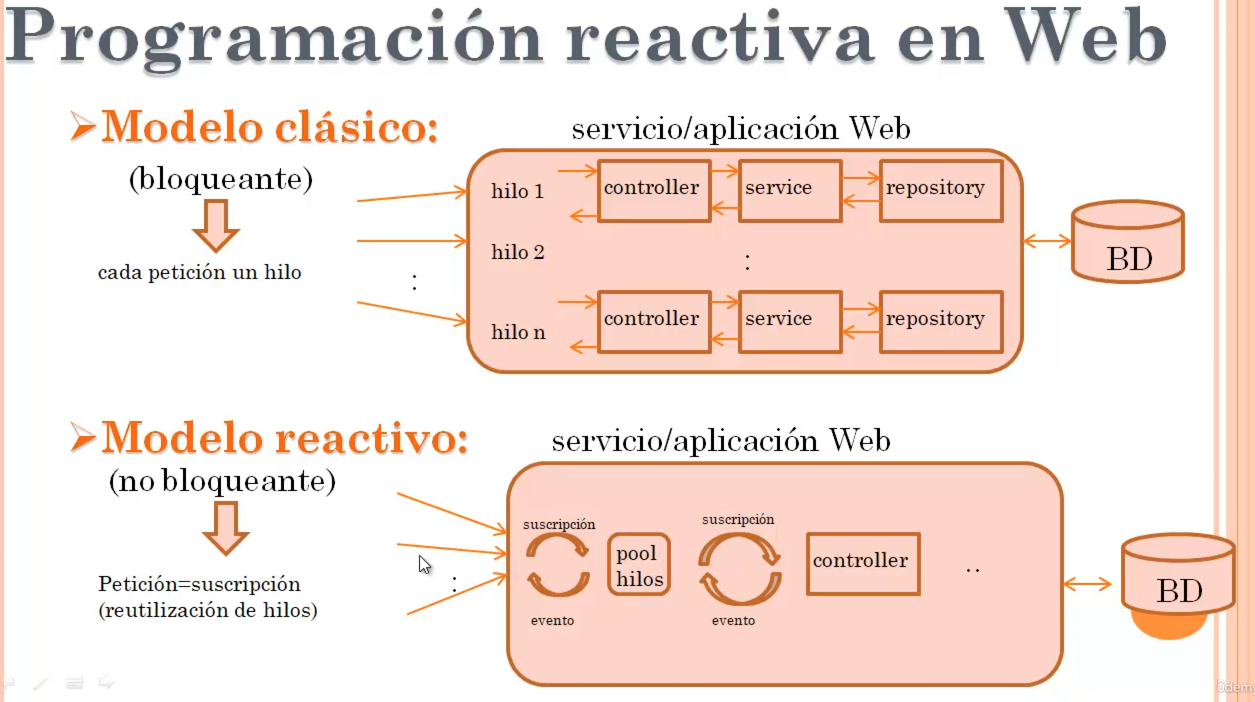 Programación reactiva en Web
Modelo clásico:
(bloqueante)
cada petición un hilo
:
servicio/aplicación Web
hilo 1
controller
service
repository
hilo 2
:
hilo n
controller
service
repository
BD
Modelo reactivo:
(no bloqueante)
Petición=suscripción
(reutilización de hilos)
:
servicio/aplicación Web
suscripción
evento
pool
hilos
suscripción
evento
controller
..
BD